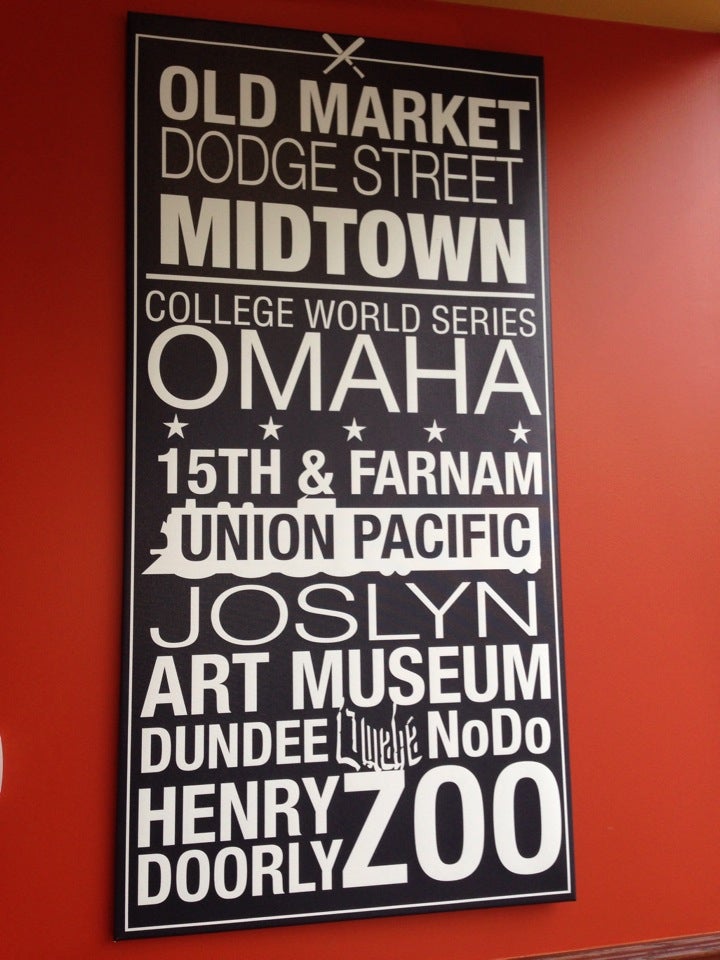 OLD MARKET
DODGE STREET
MIDTOWN
COLLEGE WORLD SERIES
OMAHA
15TH & FARNAM
UNION PACIFIC
JOSLYN
ART MUSEUM
DUNDEE NoDo
HENRY
DOORLY ZOO